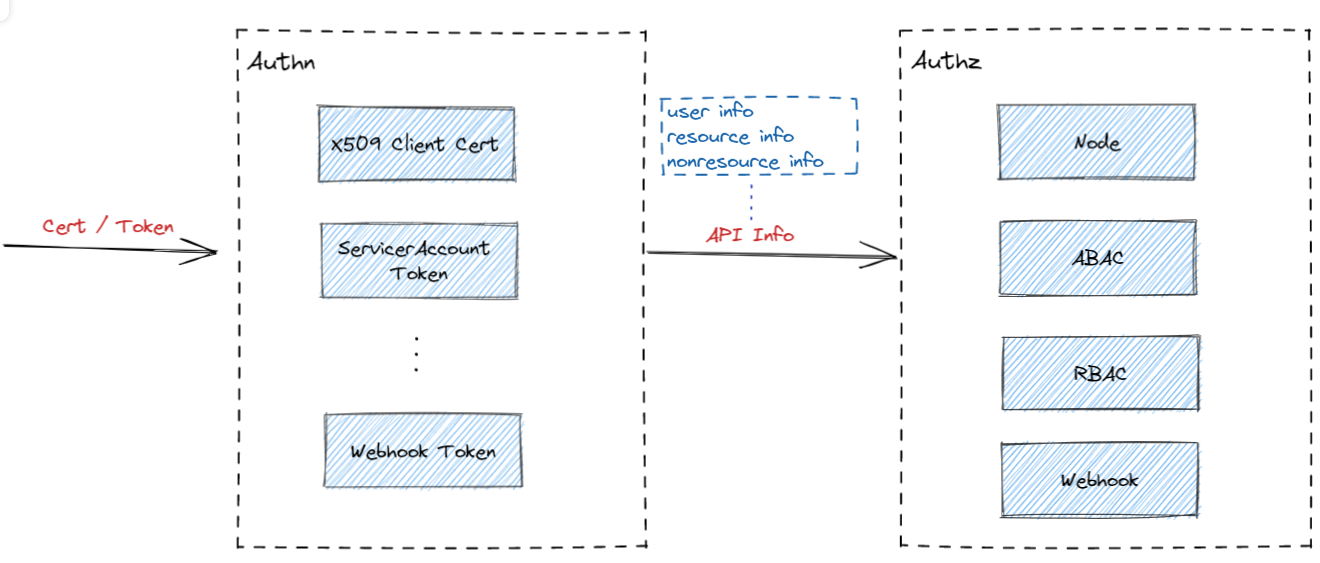 Authn
x509 Client Cert
Cert / Token
ServicerAccount
Token
Webhook Token
user info
resource info
nonresource info
API Info
Authz
Node
ABAC
RBAC
Webhook